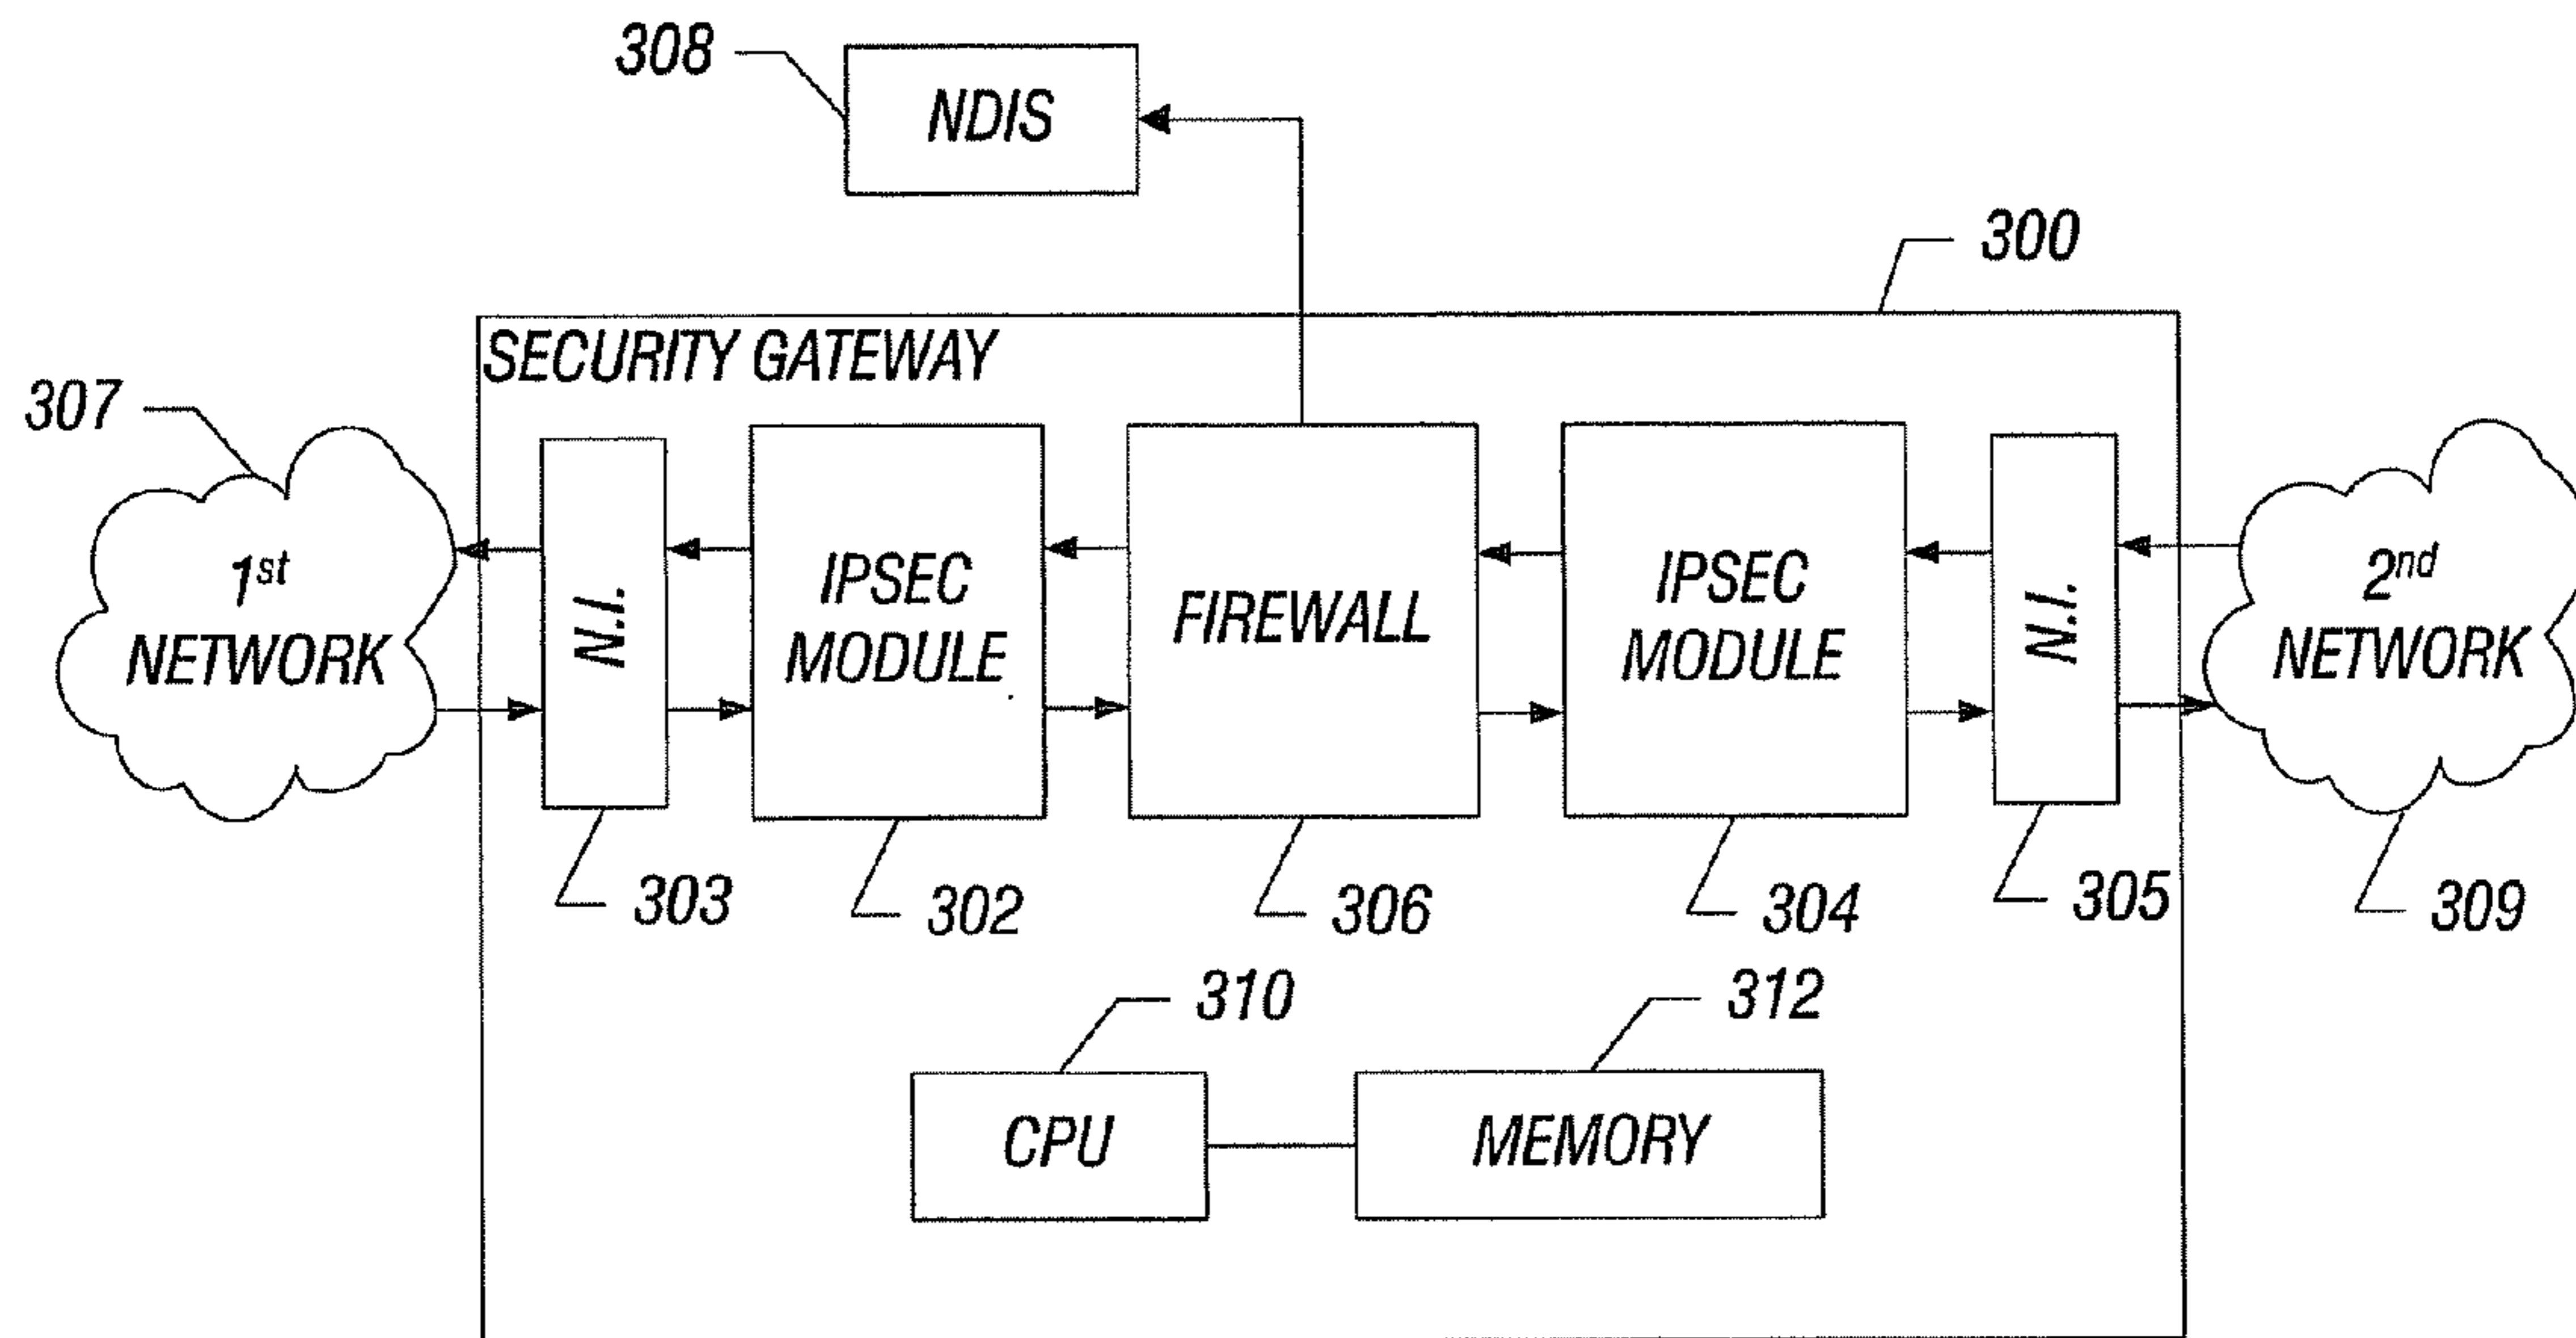 308
NDIS
300
SECURITY GATEWAY
307
1st
NETWORK
N.I.
IPSEC
MODULE
FIREWALL
IPSEC
MODULE
N.I.
2nd
NETWORK
303
302
306
304
305
309
310
312
CPU
MEMORY